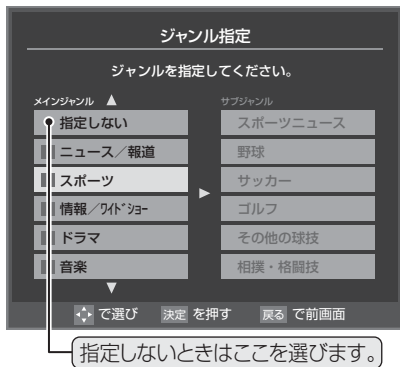 ジャンル指定
ジャンルを指定してください。
メインジャンル ▲
サブジャンル
指定しない
スポーツニュース
ニュース／報道
野球
スポーツ
サッカー
情報／ﾜｲﾄﾞｼｮｰ
ゴルフ
ドラマ
その他の球技
音楽
相撲・格闘技
で選び 決定 を押す 戻る で前画面
指定しないときはここを選びます。